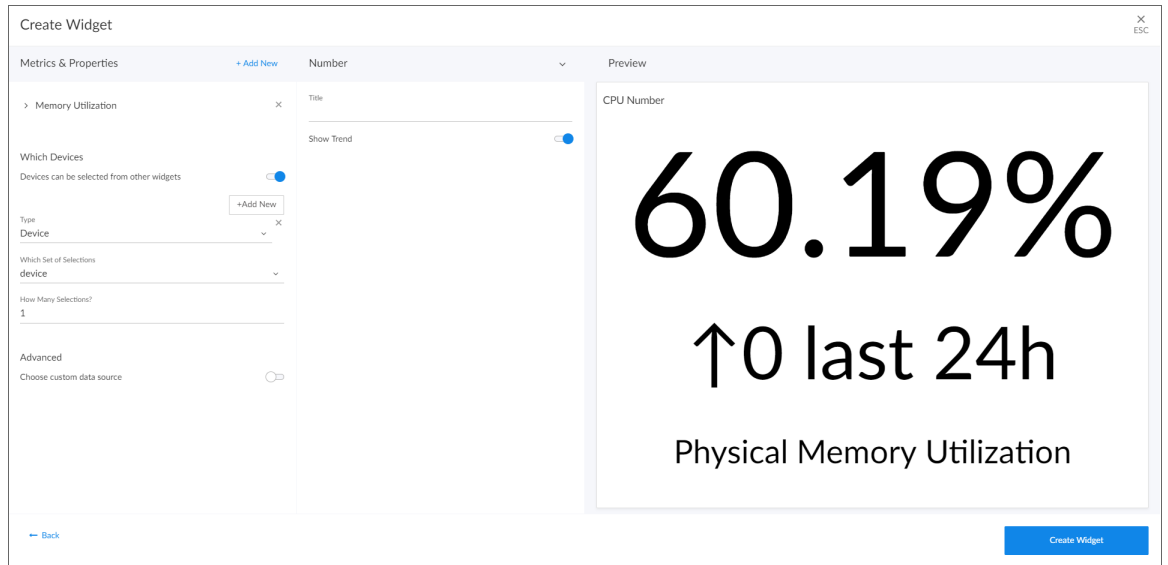 Create Widget
×
ESC
Metrics & Properties
+ Add New
Number
Preview
Memory Utilization
Title
Show Trend
Which Devices
Devices can be selected from other widgets
+Add New
Type
Device
Which Set of Selections
device
How Many Selections?
1
Advanced
Choose custom data source
CPU Number
60.19%
↑0 last 24h
Physical Memory Utilization
← Back
Create Widget